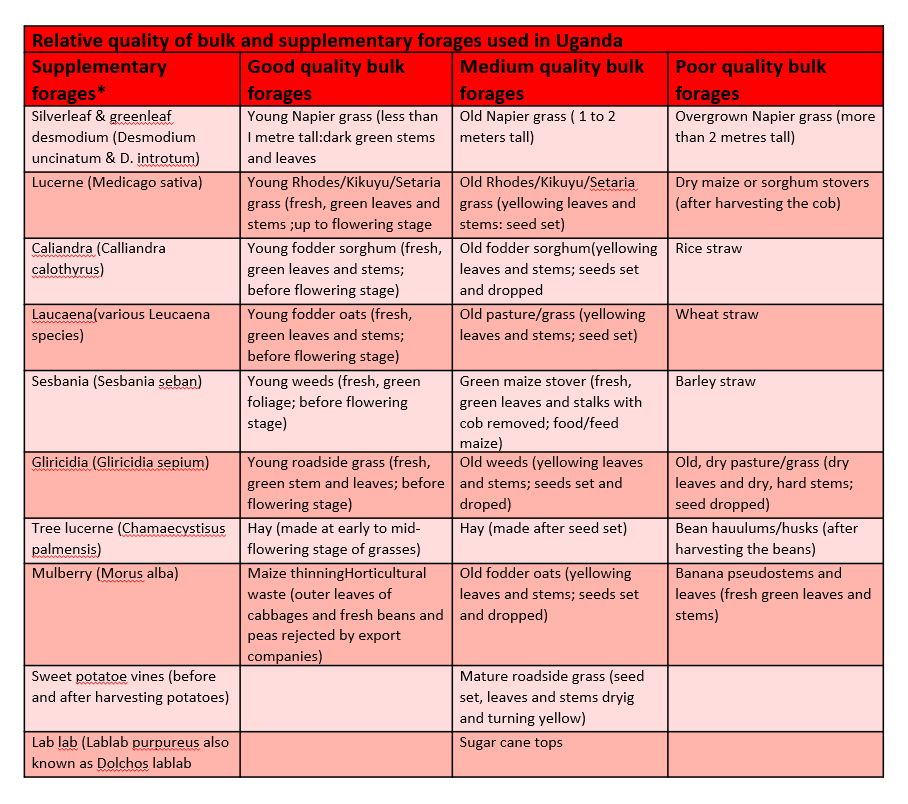 Relative quality of bulk and supplementary forages used in Uganda
Supplementary
forages*
Good quality bulk
forages
Medium quality bulk
forages
Poor quality bulk
forages
Silverleaf & greenleaf
desmodium (Desmodium
uncinatum & D. introtum)
Young Napier grass (less than
I metre tall:dark green stems
and leaves
Old Napier grass ( 1 to 2
meters tall)
Overgrown Napier grass (more
than 2 metres tall)
Lucerne (Medicago sativa)
Young Rhodes/Kikuyu/Setaria
grass (fresh, green leaves and
stems ;up to flowering stage
Old Rhodes/Kikuyu/Setaria
grass (yellowing leaves and
stems: seed set)
Dry maize or sorghum stovers
(after harvesting the cob)
Caliandra (Calliandra
calothyrus)
Young fodder sorghum (fresh,
green leaves and stems;
before flowering stage)
Old fodder sorghum(yellowing
leaves and stems; seeds set
and dropped
Rice straw
Laucaena(various Leucaena
species)
Young fodder oats (fresh,
green leaves and stems;
before flowering stage)
Old pasture/grass (yellowing
leaves and stems; seed set)
Wheat straw
Sesbania (Sesbania seban)
Young weeds (fresh, green
foliage; before flowering
stage)
Green maize stover (fresh,
green leaves and stalks with
cob removed; food/feed
maize)
Barley straw
Gliricidia (Gliricidia sepium)
Young roadside grass (fresh,
green stem and leaves; before
flowering stage)
Old weeds (yellowing leaves
and stems; seeds set and
droped)
Old, dry pasture/grass (dry
leaves and dry, hard stems;
seed dropped)
Tree lucerne (Chamaecystisus
palmensis)
Hay (made at early to mid-
flowering stage of grasses)
Hay (made after seed set)
Bean hauulums/husks (after
harvesting the beans)
Mulberry (Morus alba)
Maize thinningHorticultural
waste (outer leaves of
cabbages and fresh beans and
peas rejected by export
companies)
Old fodder oats (yellowing
leaves and stems; seeds set
and dropped)
Banana pseudostems and
leaves (fresh green leaves and
stems)
Sweet potatoe vines (before
and after harvesting potatoes)
Mature roadside grass (seed
set, leaves and stems dryig
and turning yellow)
Lab lab (Lablab purpureus also
known as Dolchos lablab
Sugar cane tops